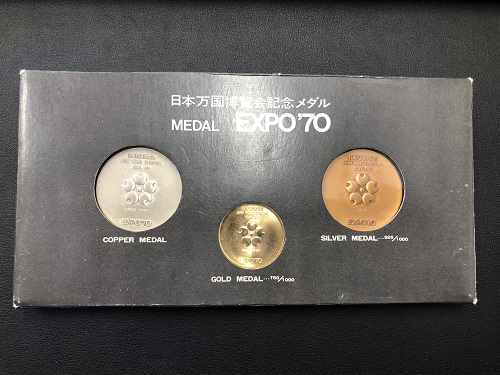 日本万国博覧会記念メダル
MEDAL EXPO'70
EXPO'70
COPPER MEDAL
EXPO'70
SILVER MEDAL...925/1000
EXPO'70
GOLD MEDAL...750/1000